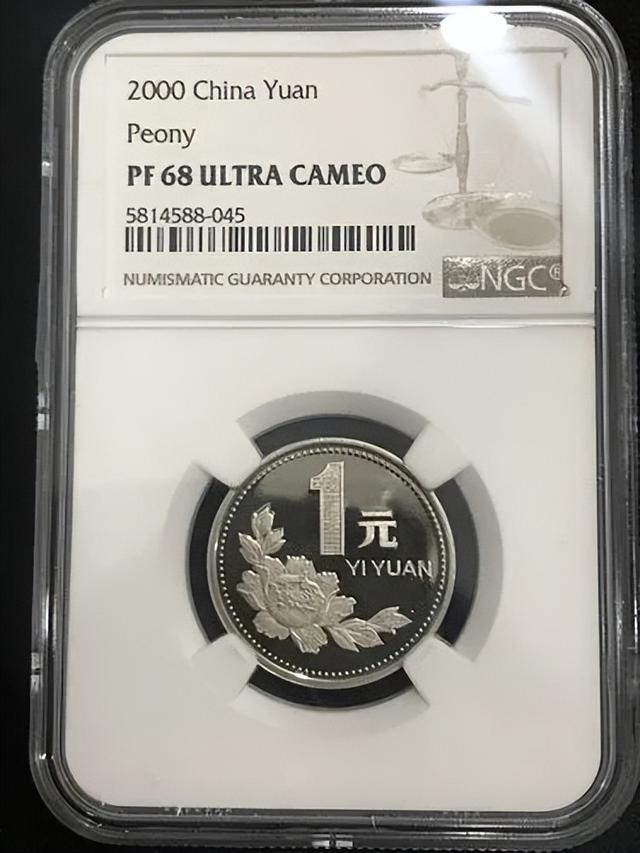 2000 China Yuan
Peony
PF 68 ULTRA CAMEO
5814588-045
NUMISMATIC GUARANTY CORPORATION
NGC®
1元
YI YUAN